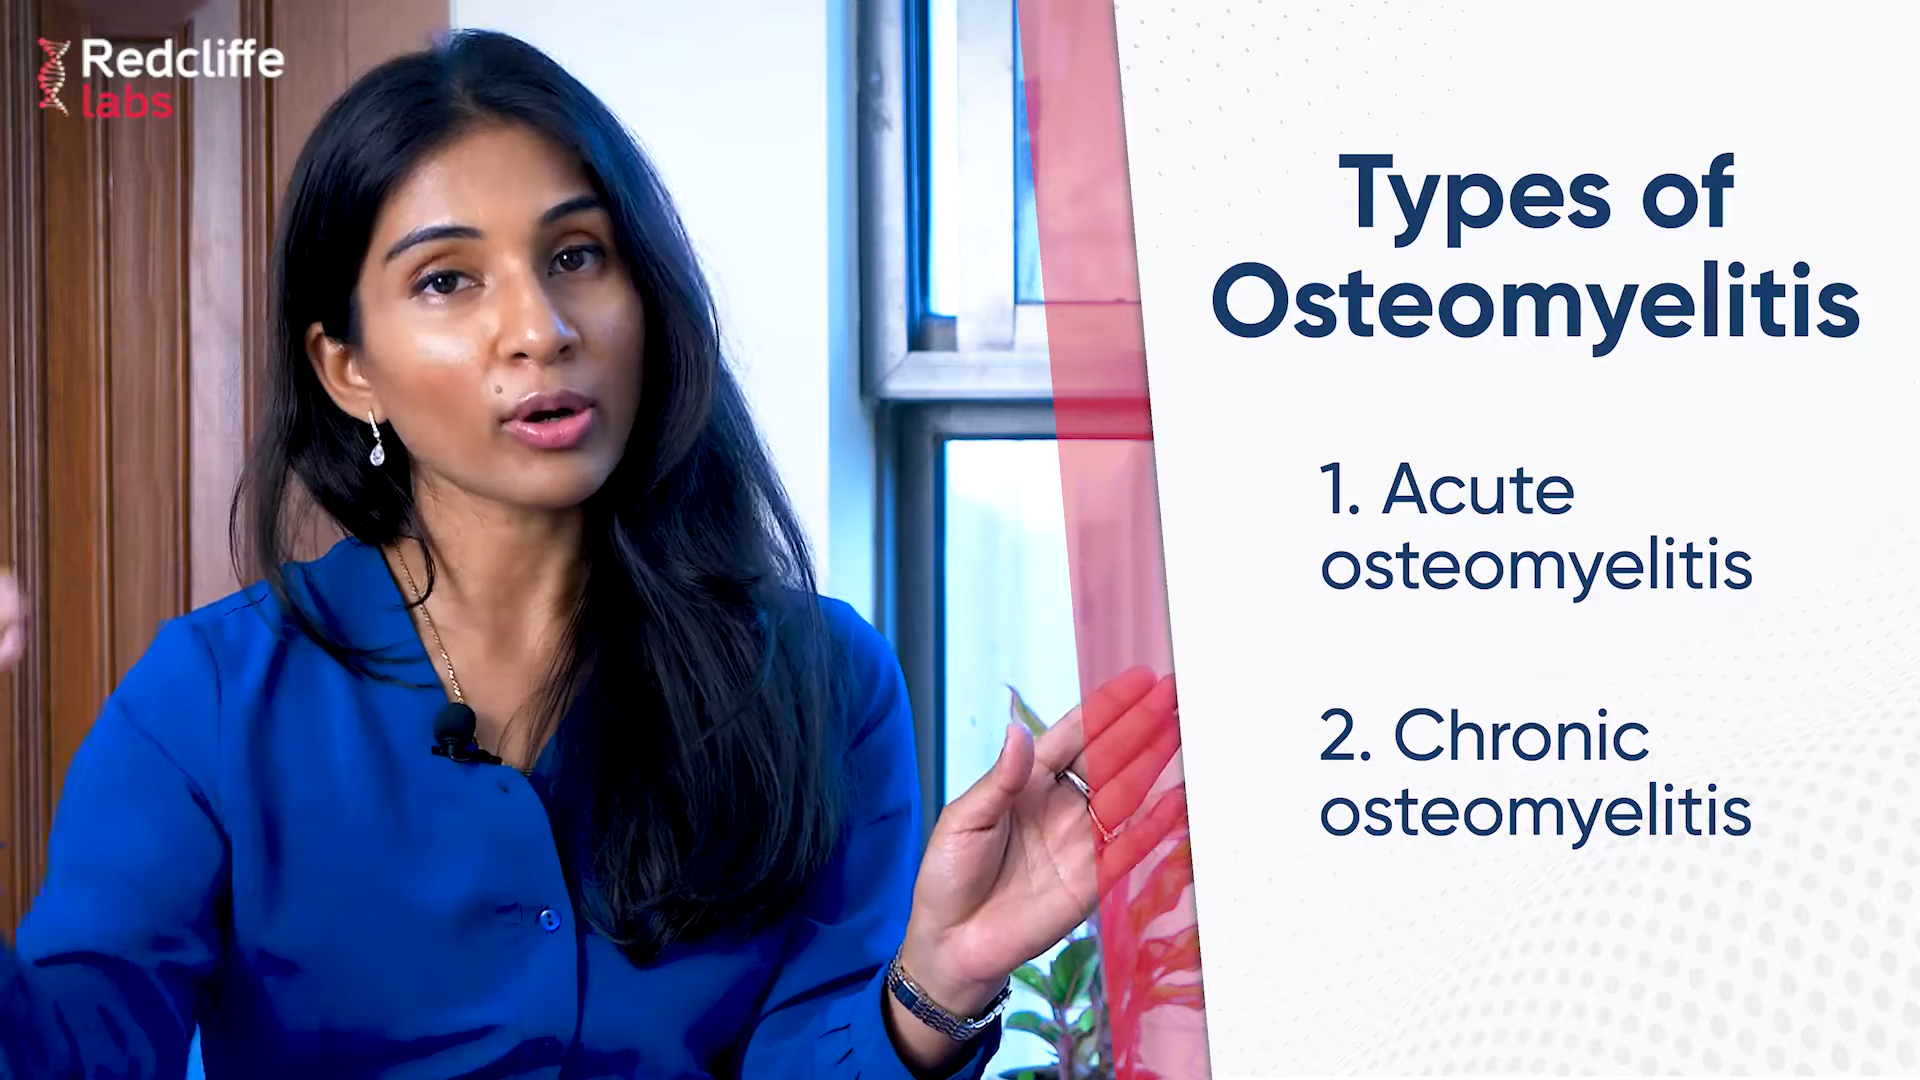 Redcliffe
labs
Types of
Osteomyelitis
1. Acute
osteomyelitis
2. Chronic
osteomyelitis